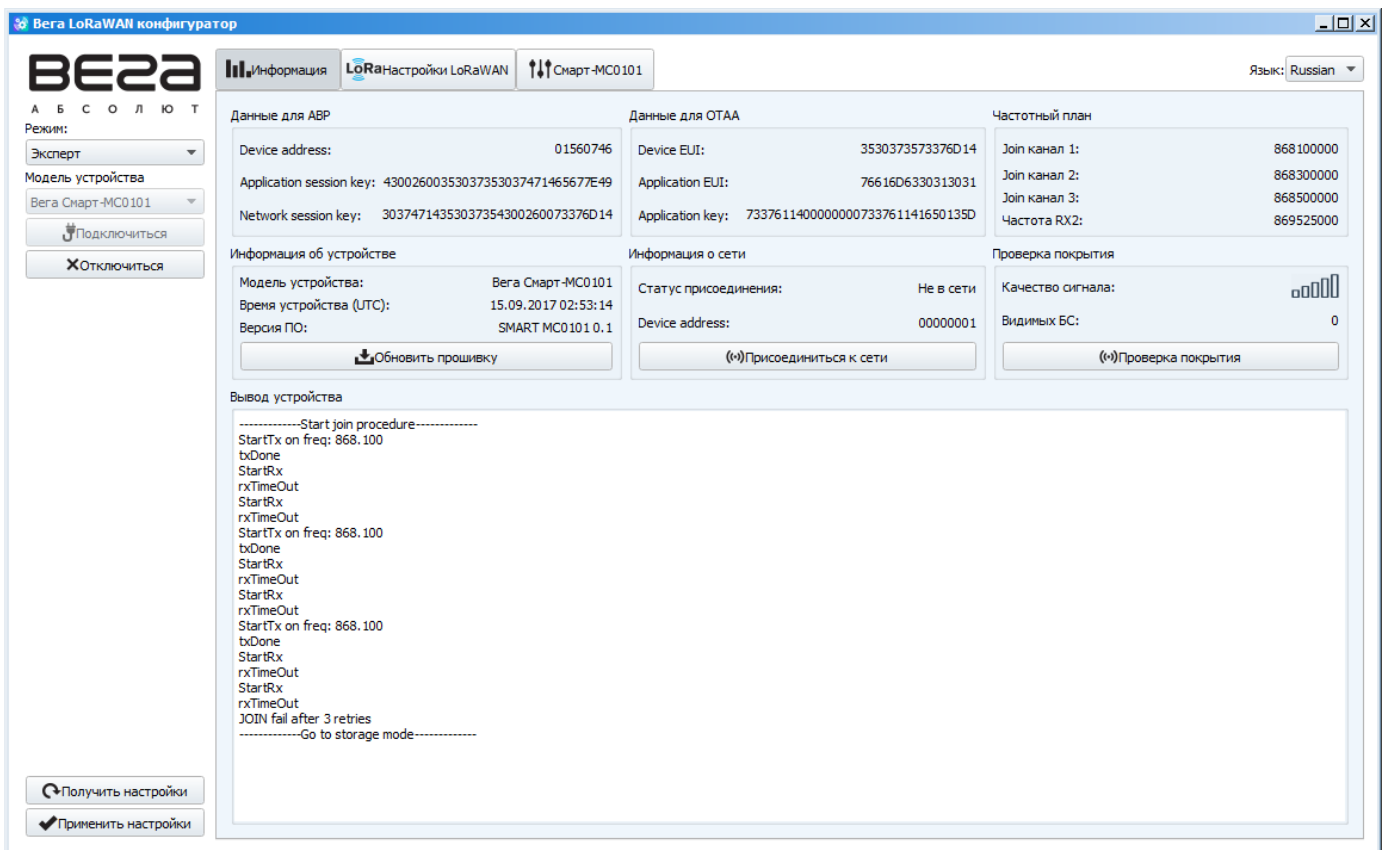 Вега LoRaWAN конфигуратор
ВЕГА
АБСОЛЮТ
Режим:
Эксперт
Модель устройства
Вега Смарт-МС0101
Подключиться
Отключиться
Получить настройки
Применить настройки
Информация
LoRa Настройки LoRaWAN
Смарт-МС0101
Язык: Russian
Данные для ABP
Device address: 01560746
Application session key: 43002600353037353037471465677E49
Network session key: 30374714353037354300260073376D14
Данные для OTAA
Device EUI: 3530373573376D14
Application EUI: 76616D6330313031
Application key: 7337611400000000733761141650135D
Частотный план
Join канал 1: 868100000
Join канал 2: 868300000
Join канал 3: 868500000
Частота RX2: 869525000
Информация об устройстве
Модель устройства: Вега Смарт-МС0101
Время устройства (UTC): 15.09.2017 02:53:14
Версия ПО: SMART MC0101 0.1
Обновить прошивку
Информация о сети
Статус присоединения: Не в сети
Device address: 00000001
Присоединиться к сети
Проверка покрытия
Качество сигнала:
Видимых БС: 0
Проверка покрытия
Вывод устройства
-------------Start join procedure-------------
StartTx on freq: 868.100
txDone
StartRx
rxTimeOut
StartRx
rxTimeOut
StartTx on freq: 868.100
txDone
StartRx
rxTimeOut
StartRx
rxTimeOut
StartTx on freq: 868.100
txDone
StartRx
rxTimeOut
StartRx
rxTimeOut
JOIN fail after 3 retries
-------------Go to storage mode-------------